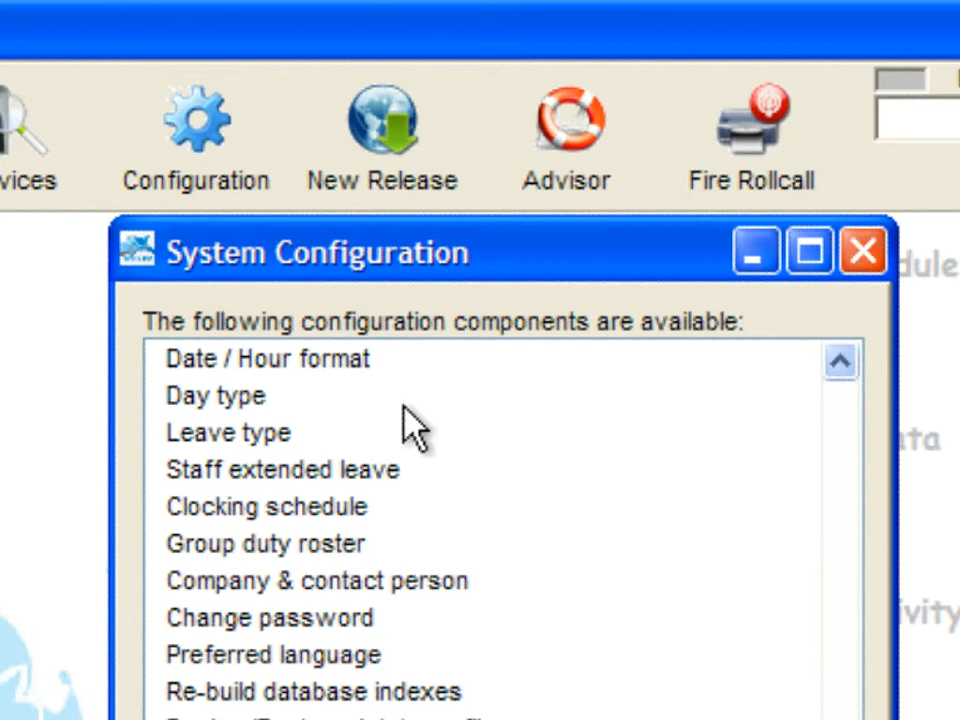 vices
Configuration
New Release
Advisor
Fire Rollcall
System Configuration
The following configuration components are available:
Date / Hour format
Day type
Leave type
Staff extended leave
Clocking schedule
Group duty roster
Company & contact person
Change password
Preferred language
Re-build database indexes
dule
ata
ivity